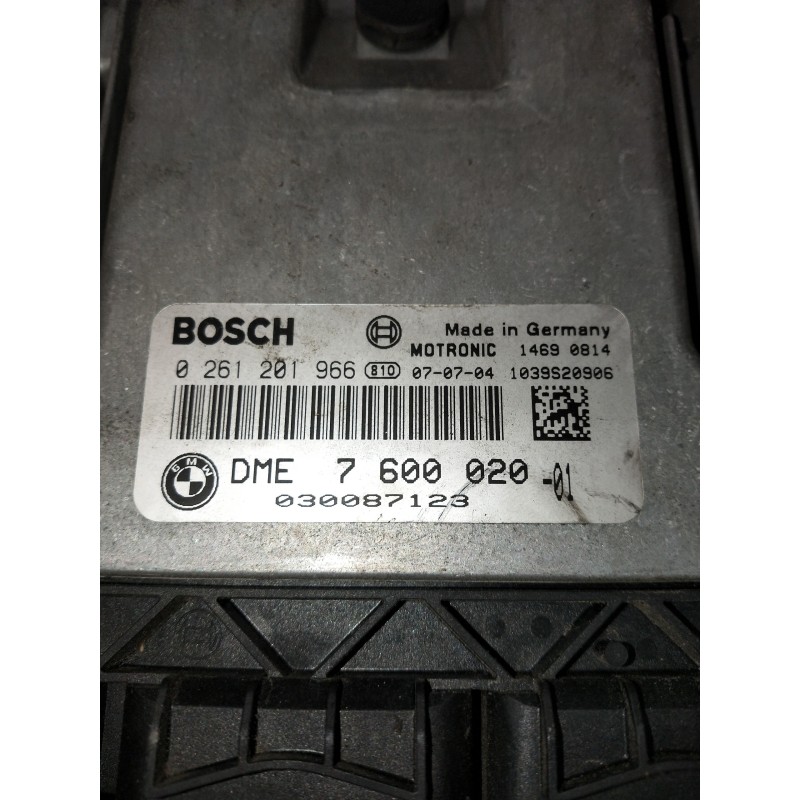 BOSCH
Made in Germany
MOTRONIC 1469 0814
0 261 201 966 810 07-07-04 1039S20906
BMW
DME 7 600 020 -01
030087123